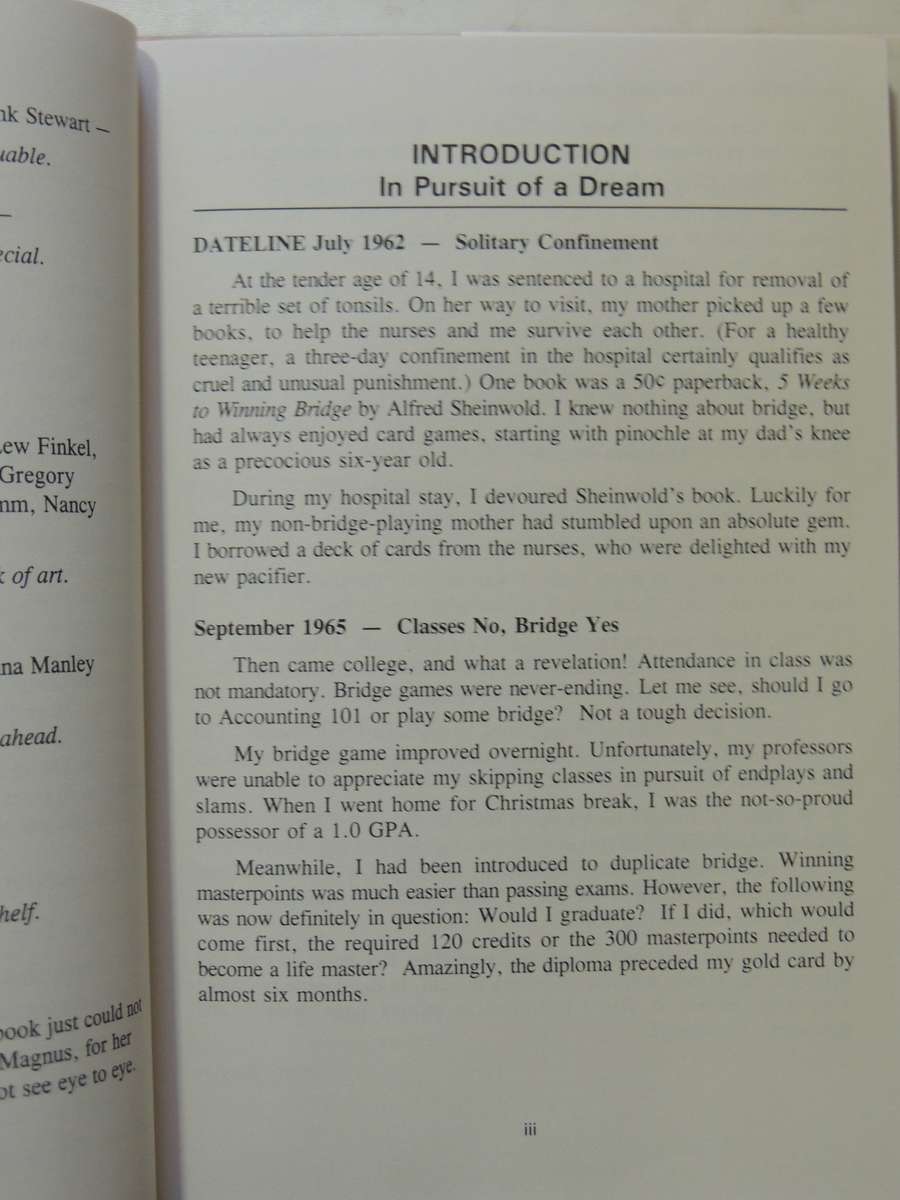 nk Stewart –
uable.
—
ecial.
Lew Finkel,
Gregory
mm, Nancy
k of art.
na Manley
ahead.
helf.
book just could not
Magnus, for her
ot see eye to eye.
INTRODUCTION
In Pursuit of a Dream
DATELINE July 1962 — Solitary Confinement
At the tender age of 14, I was sentenced to a hospital for removal of
a terrible set of tonsils. On her way to visit, my mother picked up a few
books, to help the nurses and me survive each other. (For a healthy
teenager, a three-day confinement in the hospital certainly qualifies as
cruel and unusual punishment.) One book was a 50¢ paperback, 5 Weeks
to Winning Bridge by Alfred Sheinwold. I knew nothing about bridge, but
had always enjoyed card games, starting with pinochle at my dad's knee
as a precocious six-year old.
During my hospital stay, I devoured Sheinwold's book. Luckily for
me, my non-bridge-playing mother had stumbled upon an absolute gem.
I borrowed a deck of cards from the nurses, who were delighted with my
new pacifier.
September 1965 — Classes No, Bridge Yes
Then came college, and what a revelation! Attendance in class was
not mandatory. Bridge games were never-ending. Let me see, should I go
to Accounting 101 or play some bridge? Not a tough decision.
My bridge game improved overnight. Unfortunately, my professors
were unable to appreciate my skipping classes in pursuit of endplays and
slams. When I went home for Christmas break, I was the not-so-proud
possessor of a 1.0 GPA.
Meanwhile, I had been introduced to duplicate bridge. Winning
masterpoints was much easier than passing exams. However, the following
was now definitely in question: Would I graduate? If I did, which would
come first, the required 120 credits or the 300 masterpoints needed to
become a life master? Amazingly, the diploma preceded my gold card by
almost six months.
iii